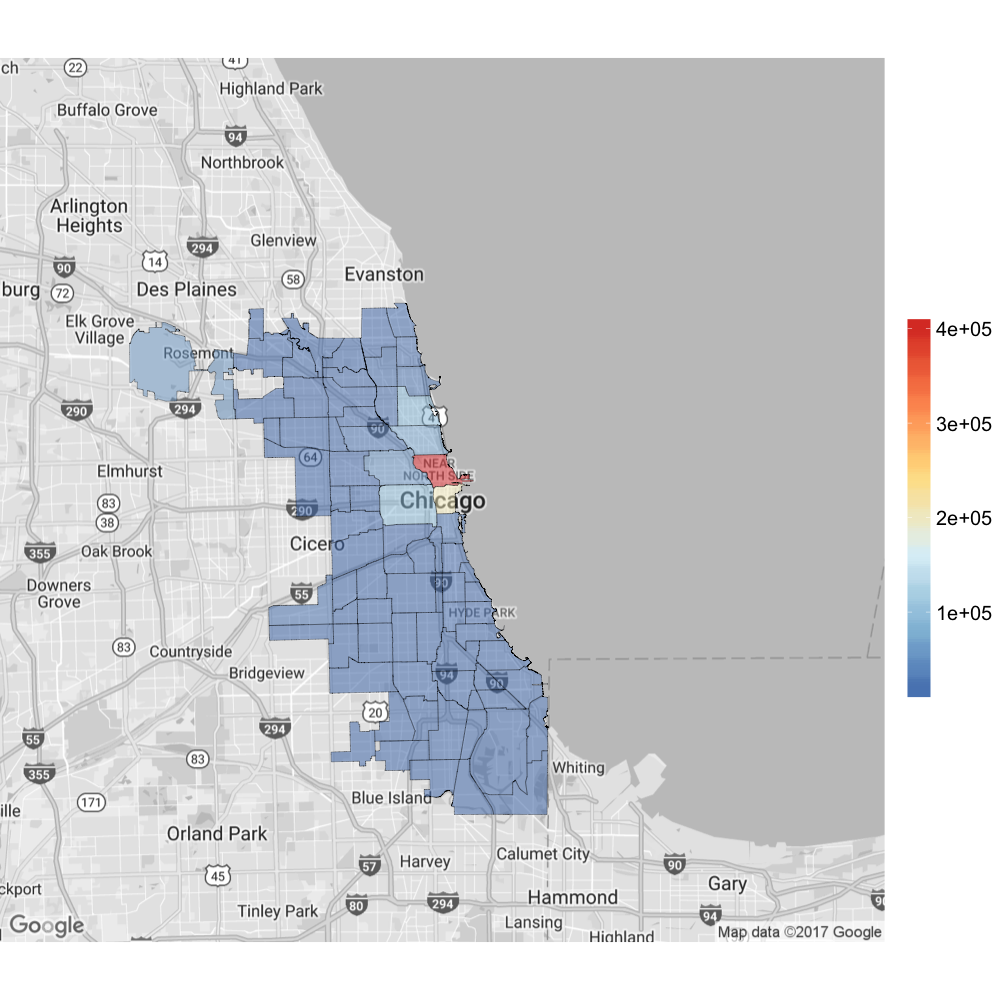 ch
22
41
Highland Park
Buffalo Grove
94
Northbrook
Arlington
Heights
294
Glenview
14
90
58
Evanston
burg
72
Des Plaines
Elk Grove
Village
Rosemont
290
294
90
64
NEAR
NORTH SIDE
Elmhurst
83
290
Chicago
38
355
Oak Brook
Cicero
Downers
Grove
55
90
HYDE PARK
83
Countryside
Bridgeview
94
90
20
294
55
83
355
Whiting
Blue Island
171
ille
Orland Park
Calumet City
57
Harvey
90
45
Gary
ckport
Hammond
80
294
90
Tinley Park
94
Lansing
Google
Highland
Map data ©2017 Google
4e+05
3e+05
2e+05
1e+05